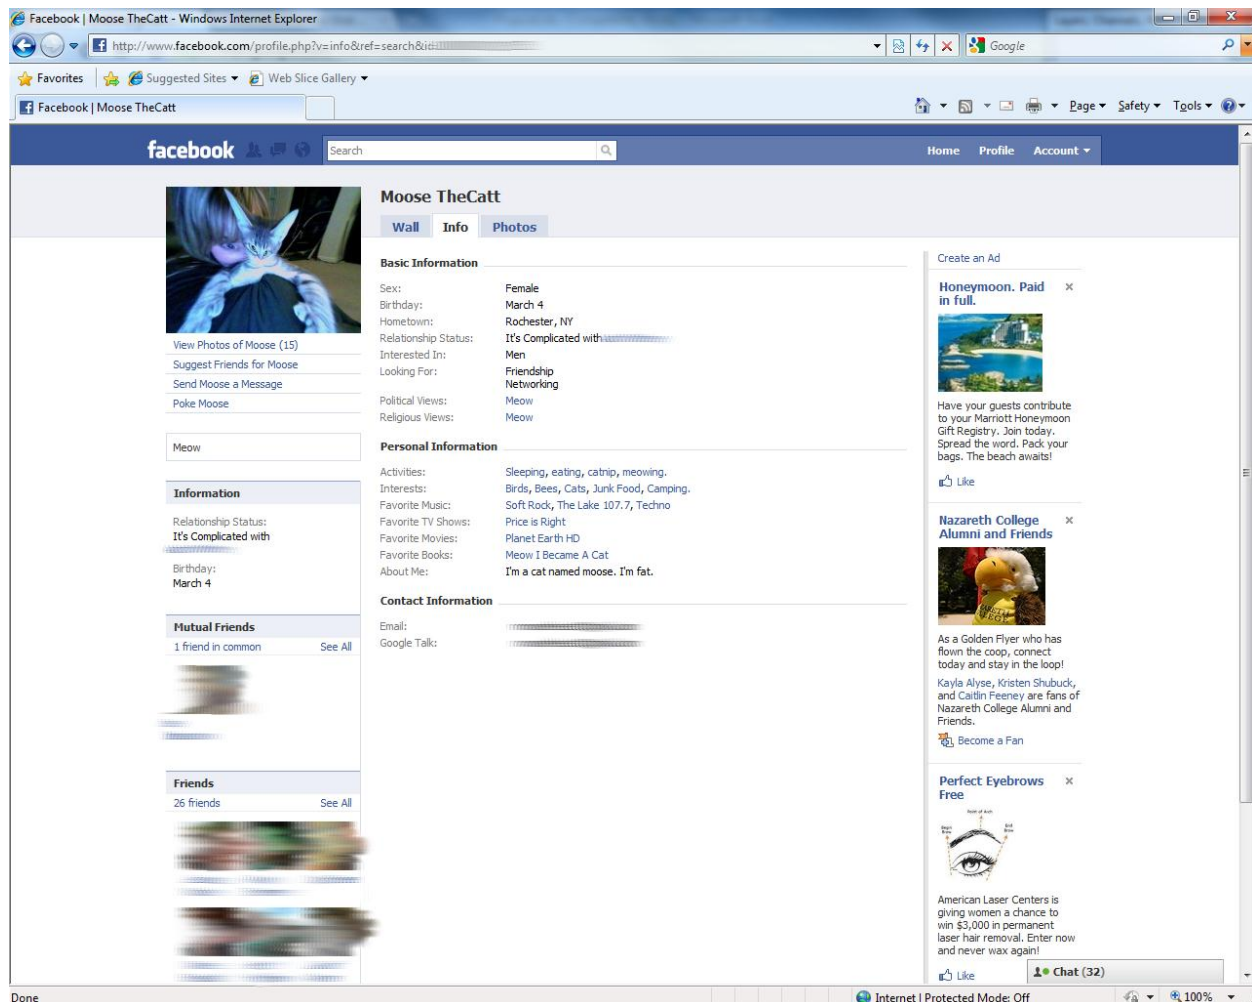 Facebook | Moose TheCatt - Windows Internet Explorer
http://www.facebook.com/profile.php?v=info&ref=search&id
Google
Favorites Suggested Sites Web Slice Gallery
Facebook | Moose TheCatt
Page Safety Tools
facebook
Search
Home Profile Account
Moose TheCatt
Wall Info Photos
View Photos of Moose (15)
Suggest Friends for Moose
Send Moose a Message
Poke Moose
Meow
Information
Relationship Status:
It's Complicated with
Birthday:
March 4
Mutual Friends
1 friend in common See All
Friends
26 friends See All
Basic Information
Sex: Female
Birthday: March 4
Hometown: Rochester, NY
Relationship Status: It's Complicated with
Interested In: Men
Looking For: Friendship
Networking
Political Views: Meow
Religious Views: Meow
Personal Information
Activities: Sleeping, eating, catnip, meowing.
Interests: Birds, Bees, Cats, Junk Food, Camping.
Favorite Music: Soft Rock, The Lake 107.7, Techno
Favorite TV Shows: Price is Right
Favorite Movies: Planet Earth HD
Favorite Books: Meow I Became A Cat
About Me: I'm a cat named moose. I'm fat.
Contact Information
Email:
Google Talk:
Create an Ad
Honeymoon. Paid
in full.
Have your guests contribute
to your Marriott Honeymoon
Gift Registry. Join today.
Spread the word. Pack your
bags. The beach awaits!
Like
Nazareth College
Alumni and Friends
As a Golden Flyer who has
flown the coop, connect
today and stay in the loop!
Kayla Alyse, Kristen Shubuck,
and Caitlin Feeney are fans of
Nazareth College Alumni and
Friends.
Become a Fan
Perfect Eyebrows
Free
American Laser Centers is
giving women a chance to
win $3,000 in permanent
laser hair removal. Enter now
and never wax again!
Like
Chat (32)
Done
Internet | Protected Mode: Off
100%